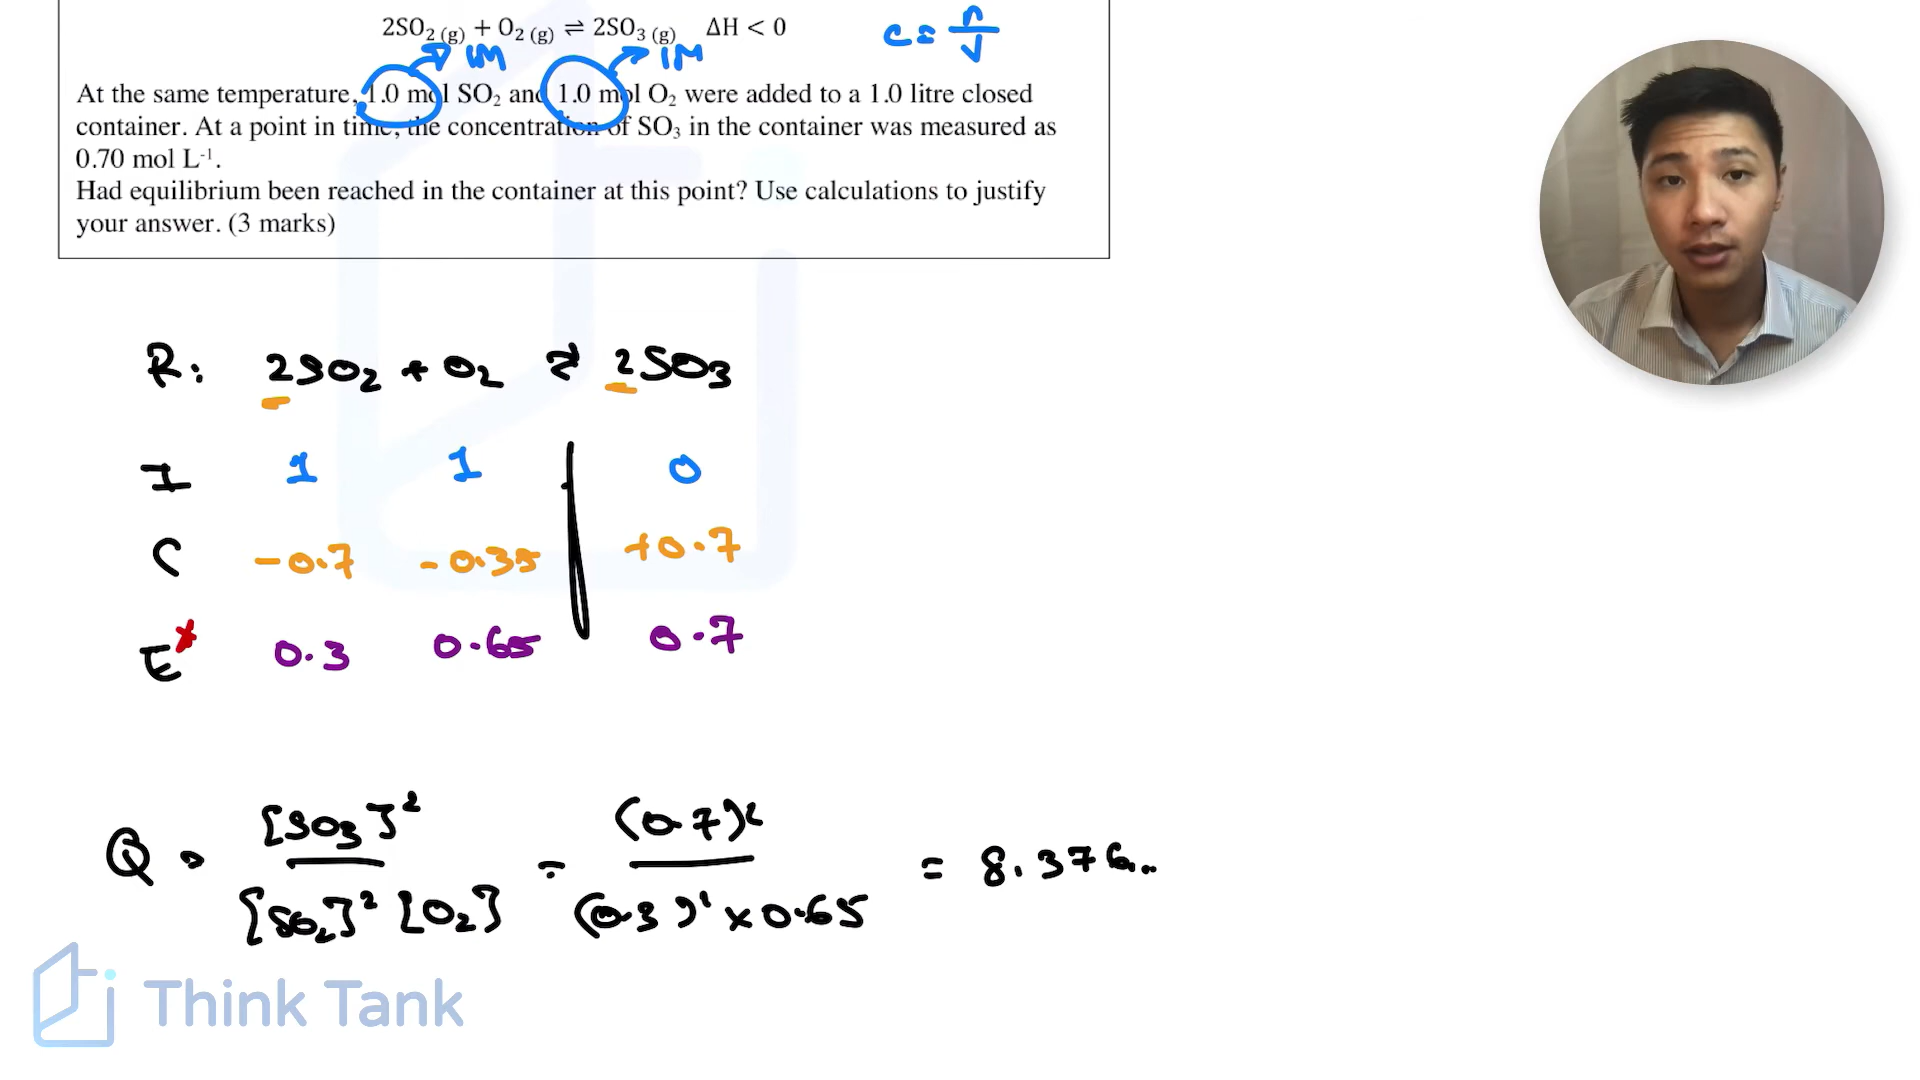 2SO₂ (g) + O₂ (g) ⇌ 2SO₃ (g) ΔH < 0
c = n/V
1M 1M
At the same temperature, 1.0 mol SO₂ and 1.0 mol O₂ were added to a 1.0 litre closed
container. At a point in time, the concentration of SO₃ in the container was measured as
0.70 mol L⁻¹.
Had equilibrium been reached in the container at this point? Use calculations to justify
your answer. (3 marks)
R: 2SO₂ + O₂ ⇌ 2SO₃
I 1 1 0
C -0.7 -0.35 +0.7
E* 0.3 0.65 0.7
Q = [SO₃]² / [SO₂]² [O₂] = (0.7)² / (0.3)² × 0.65 = 8.376...
Think Tank